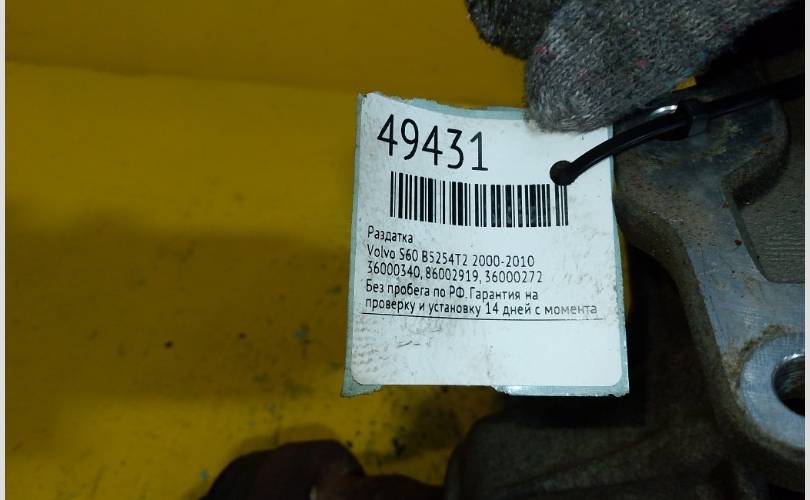 49431
Раздатка
Volvo S60 B5254T2 2000-2010
36000340, 86002919, 36000272
Без пробега по РФ. Гарантия на
проверку и установку 14 дней с момента